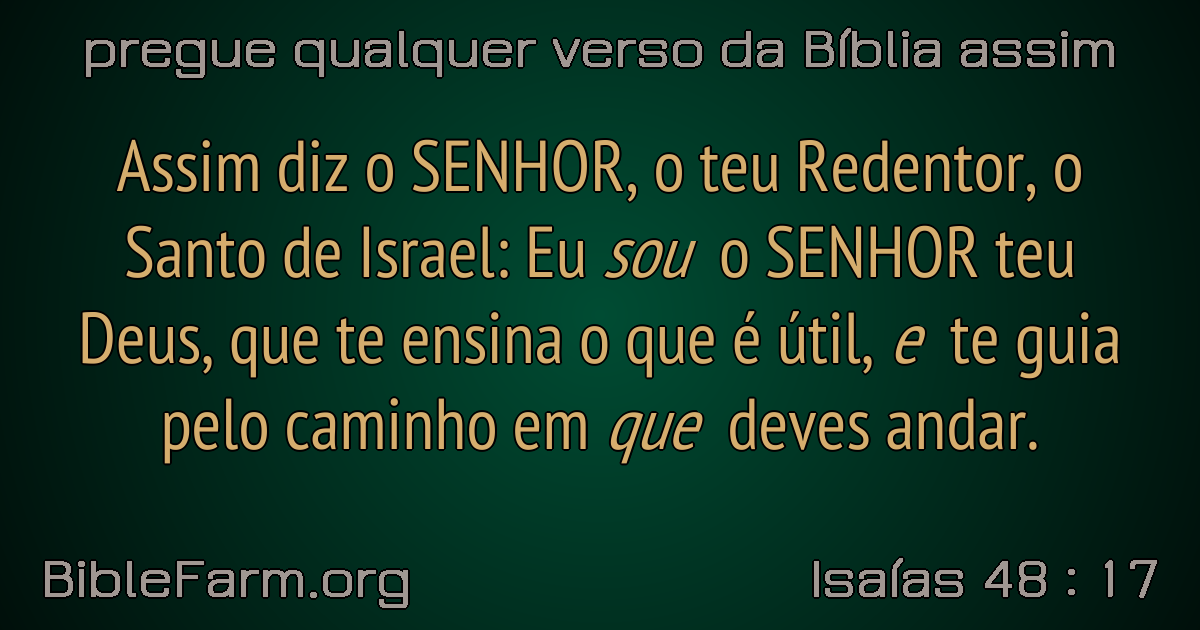 pregue qualquer verso da Bíblia assim
Assim diz o SENHOR, o teu Redentor, o
Santo de Israel: Eu sou o SENHOR teu
Deus, que te ensina o que é útil, e te guia
pelo caminho em que deves andar.
BibleFarm.org
Isaías 48 : 17